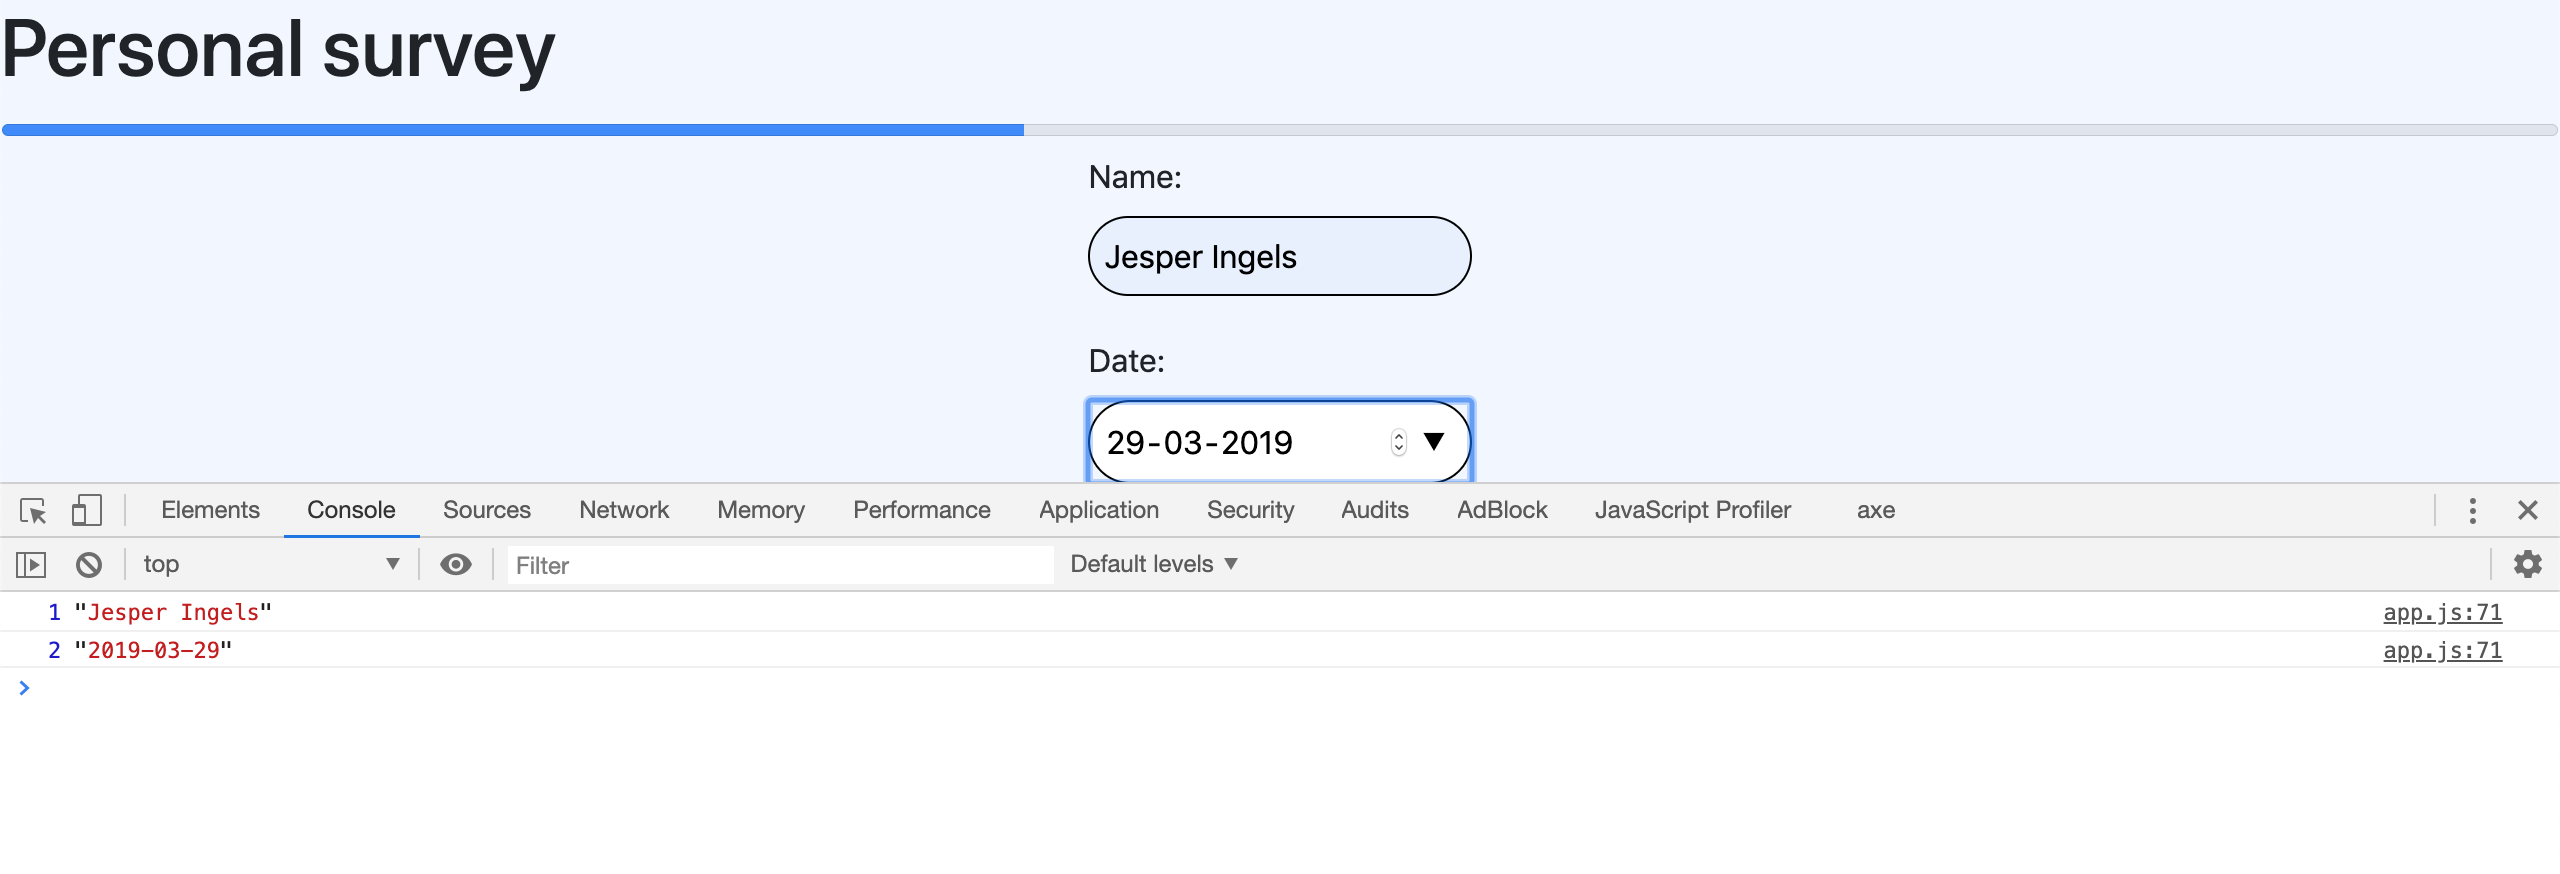 Personal survey
Name:
Jesper Ingels
Date:
29-03-2019
Elements Console Sources Network Memory Performance Application Security Audits AdBlock JavaScript Profiler axe
top Filter Default levels
1 "Jesper Ingels" app.js:71
2 "2019-03-29" app.js:71